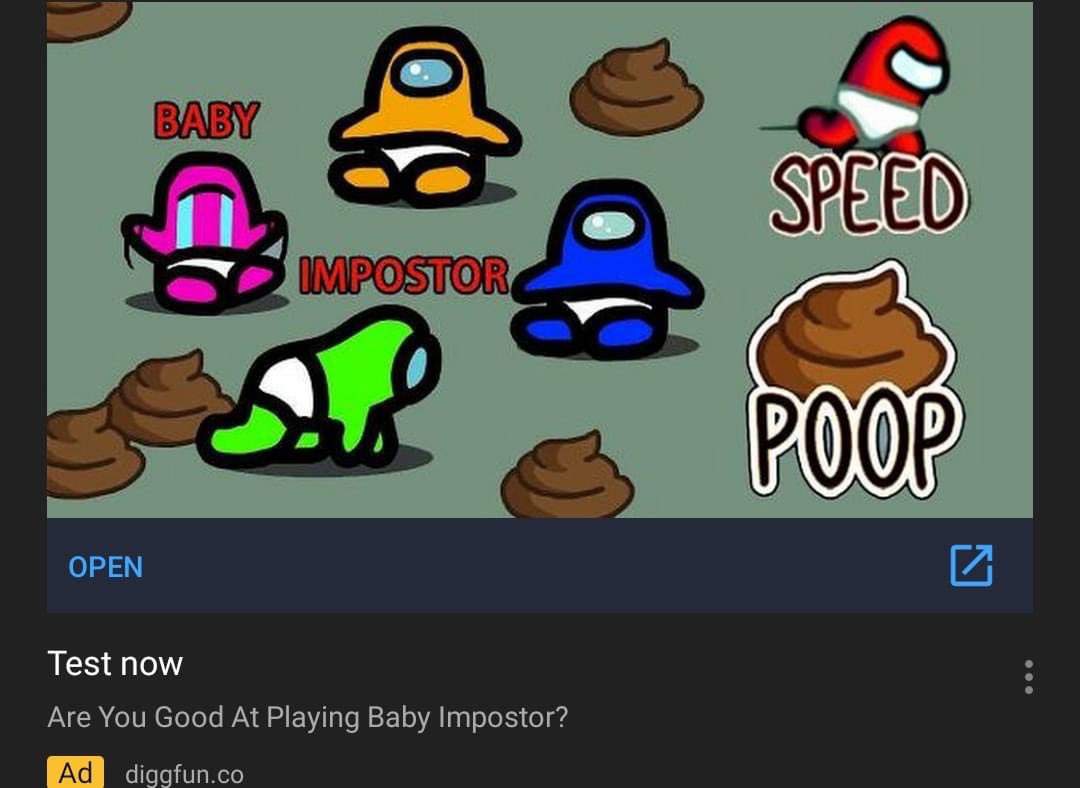 BABY
SPEED
IMPOSTOR
POOP
OPEN
Test now
Are You Good At Playing Baby Impostor?
Ad diggfun.co